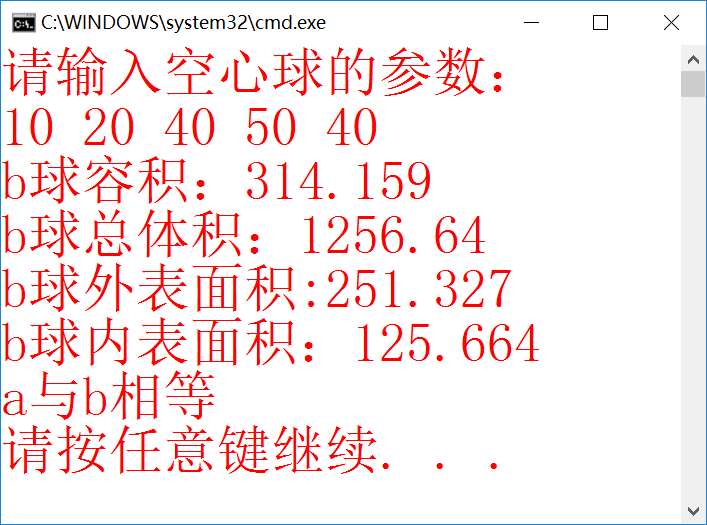 C:\WINDOWS\system32\cmd.exe
请输入空心球的参数：
10 20 40 50 40
b球容积：314.159
b球总体积：1256.64
b球外表面积:251.327
b球内表面积：125.664
a与b相等
请按任意键继续. . .